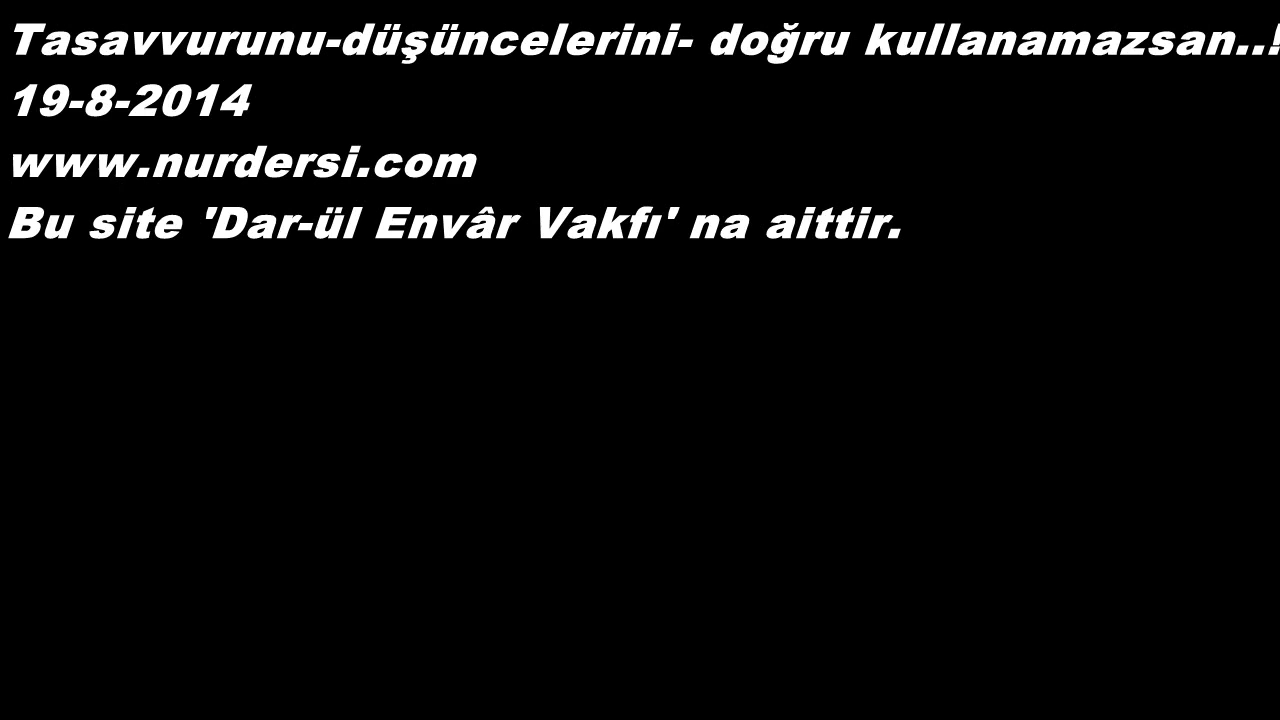 Tasavvurunu-düşüncelerini- doğru kullanamazsan..!
19-8-2014
www.nurdersi.com
Bu site 'Dar-ül Envâr Vakfı' na aittir.